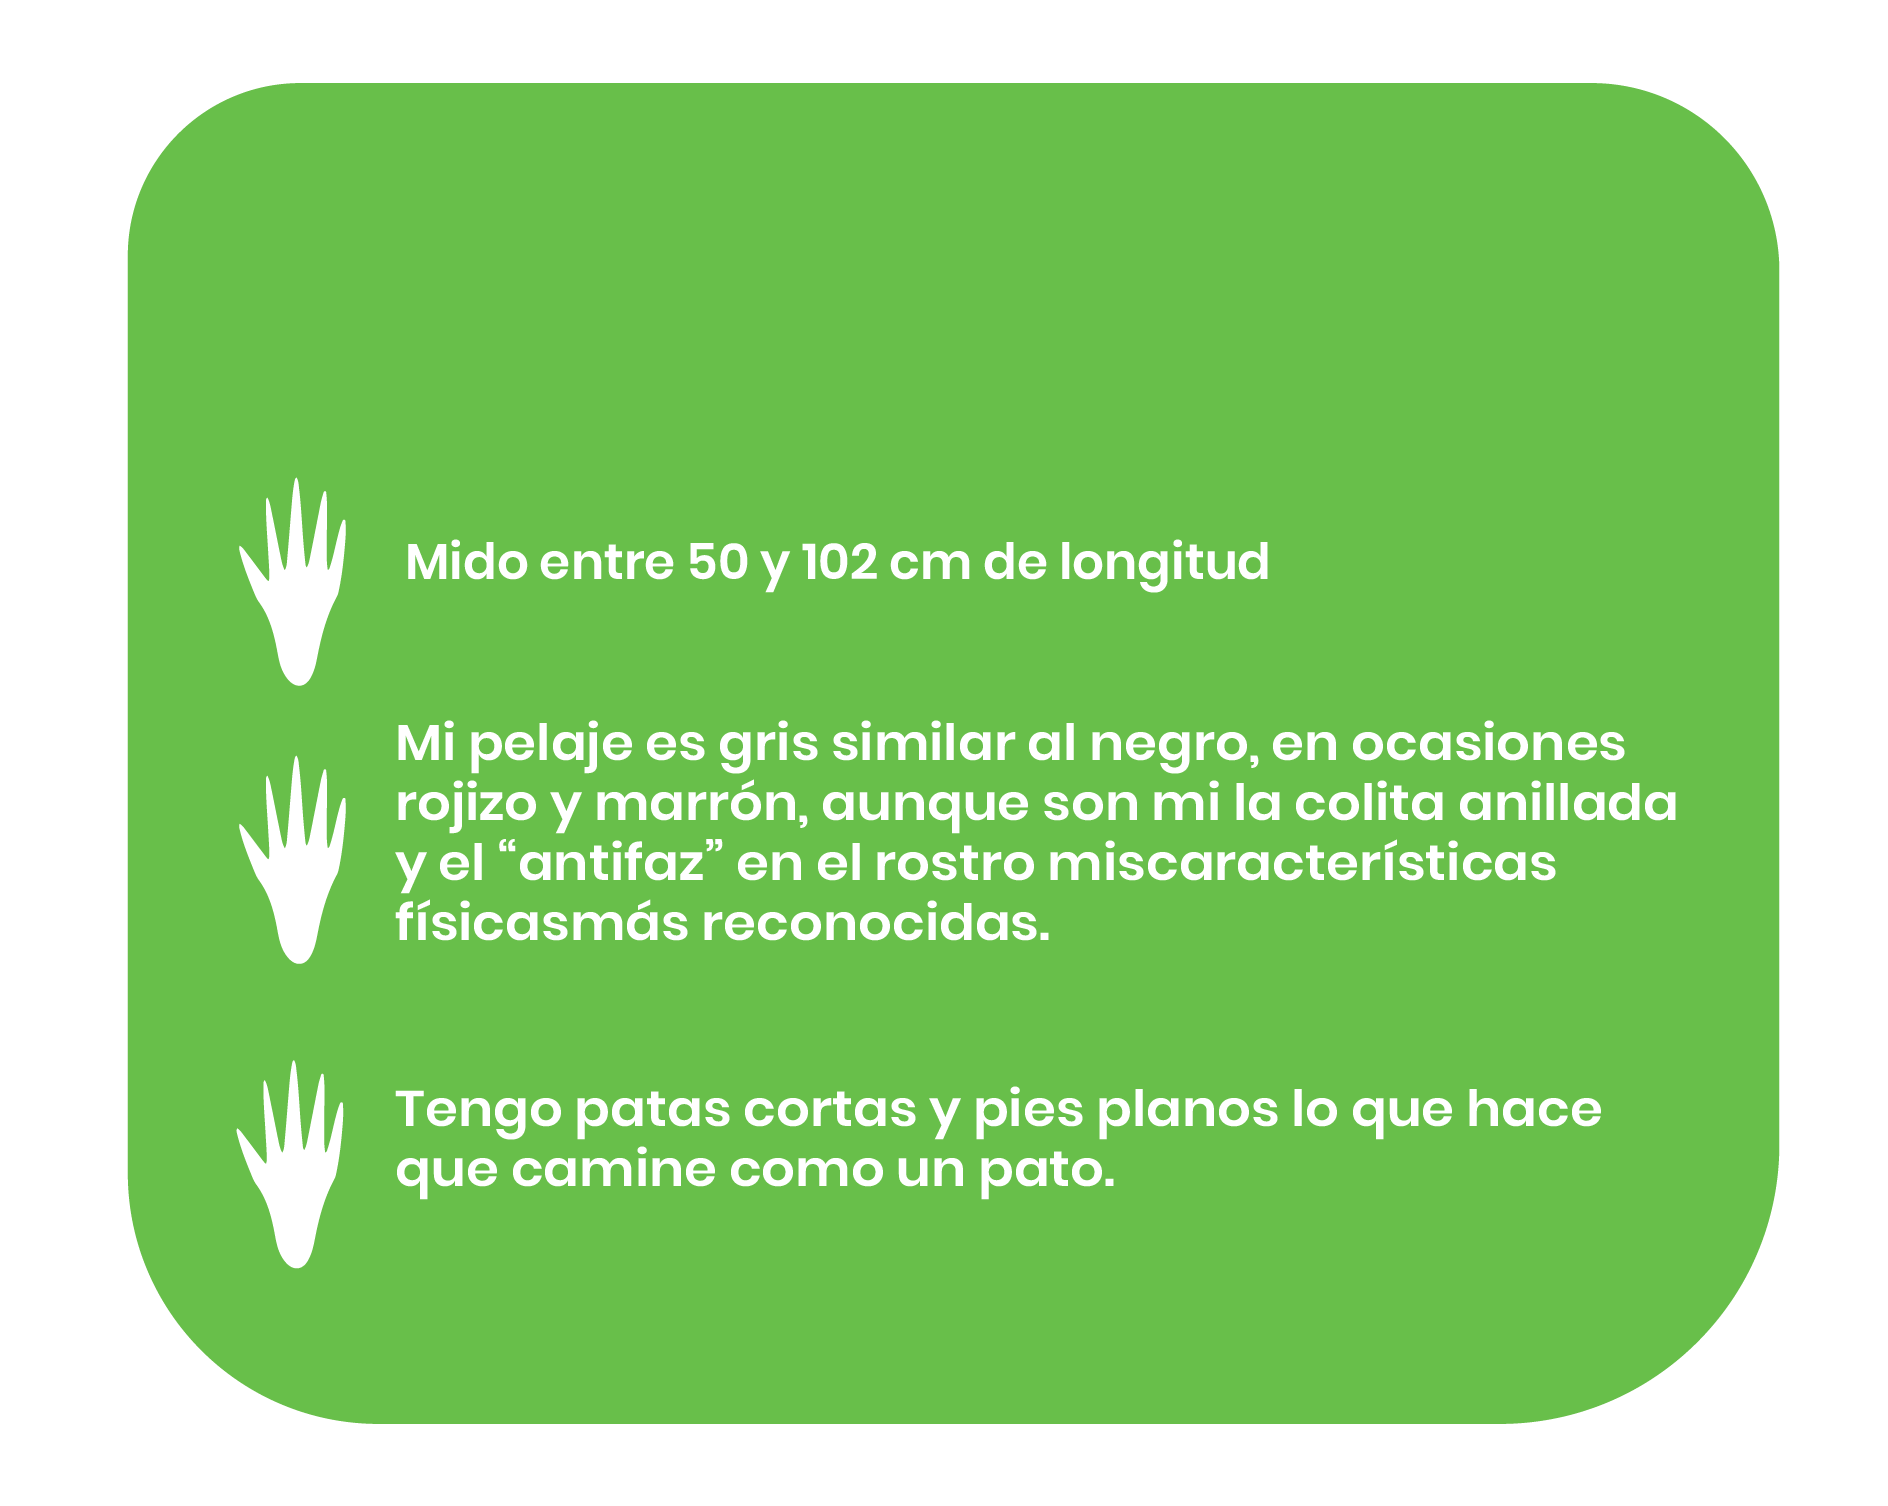 Mido entre 50 y 102 cm de longitud
Mi pelaje es gris similar al negro, en ocasiones
rojizo y marrón, aunque son mi la colita anillada
y el “antifaz” en el rostro miscaracterísticas
físicasmás reconocidas.
Tengo patas cortas y pies planos lo que hace
que camine como un pato.